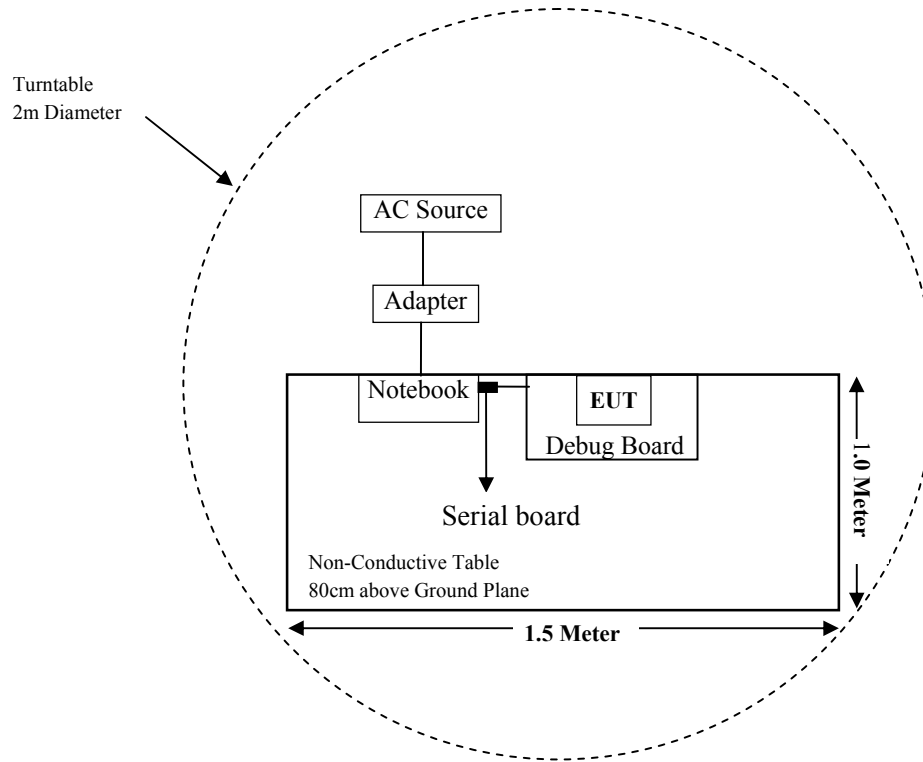 Turntable
2m Diameter
AC Source
Adapter
Notebook
EUT
Debug Board
Serial board
Non-Conductive Table
80cm above Ground Plane
1.0 Meter
1.5 Meter